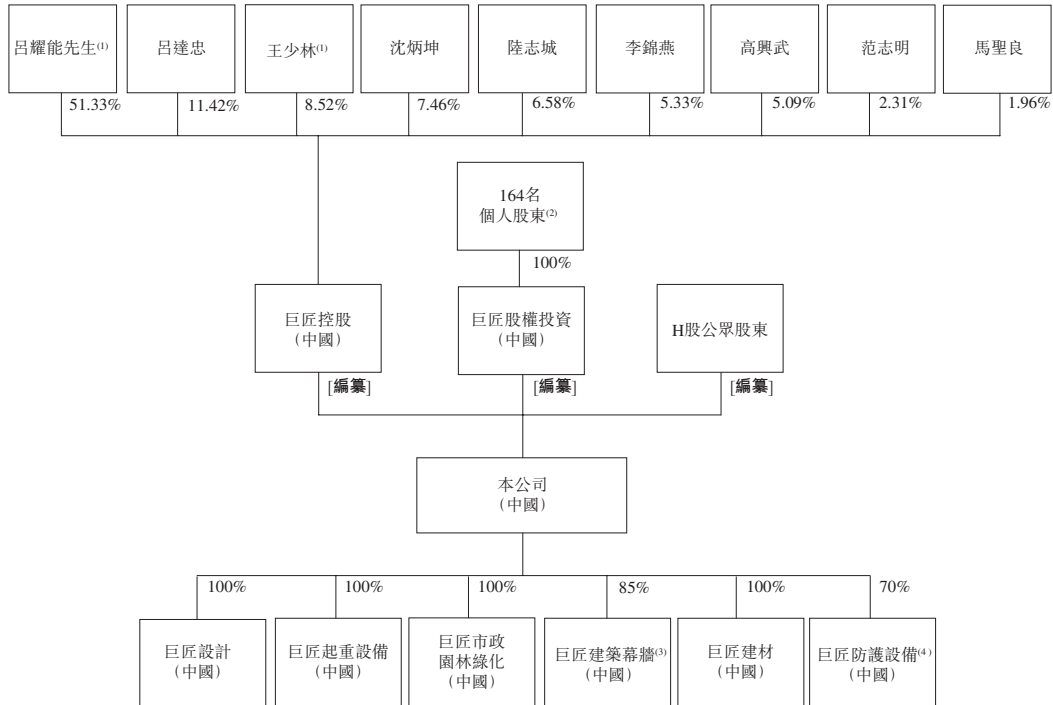 呂耀能先生(1)
呂達忠
王少林(1)
沈炳坤
陸志城
李錦燕
高興武
范志明
馬聖良
51.33%
11.42%
8.52%
7.46%
6.58%
5.33%
5.09%
2.31%
1.96%
164名
個人股東(2)
100%
巨匠控股
(中國)
巨匠股權投資
(中國)
H股公眾股東
[編纂]
[編纂]
[編纂]
本公司
(中國)
100%
100%
100%
85%
100%
70%
巨匠設計
(中國)
巨匠起重設備
(中國)
巨匠市政
園林綠化
(中國)
巨匠建築幕牆(3)
(中國)
巨匠建材
(中國)
巨匠防護設備(4)
(中國)